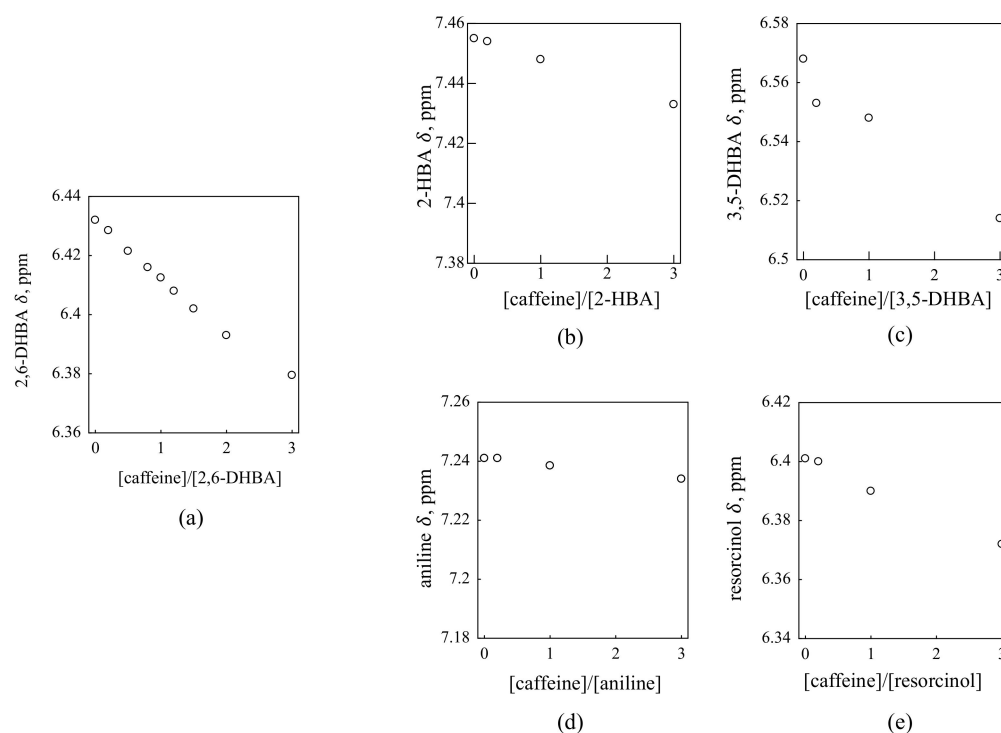 6.44
6.42
6.4
6.38
6.36
0 1 2 3
2,6-DHBA δ, ppm
[caffeine]/[2,6-DHBA]
(a)
7.46
7.44
7.42
7.4
7.38
0 1 2 3
2-HBA δ, ppm
[caffeine]/[2-HBA]
(b)
6.58
6.56
6.54
6.52
6.5
0 1 2 3
3,5-DHBA δ, ppm
[caffeine]/[3,5-DHBA]
(c)
7.26
7.24
7.22
7.2
7.18
0 1 2 3
aniline δ, ppm
[caffeine]/[aniline]
(d)
6.42
6.4
6.38
6.36
6.34
0 1 2 3
resorcinol δ, ppm
[caffeine]/[resorcinol]
(e)